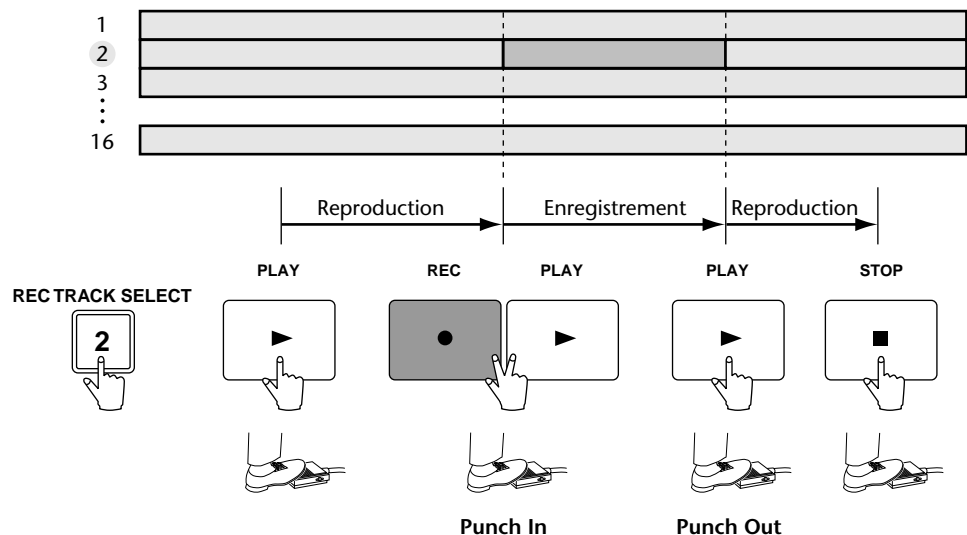 1
2
3
16
Reproduction Enregistrement Reproduction
PLAY REC PLAY PLAY STOP
REC TRACK SELECT
2
Punch In Punch Out